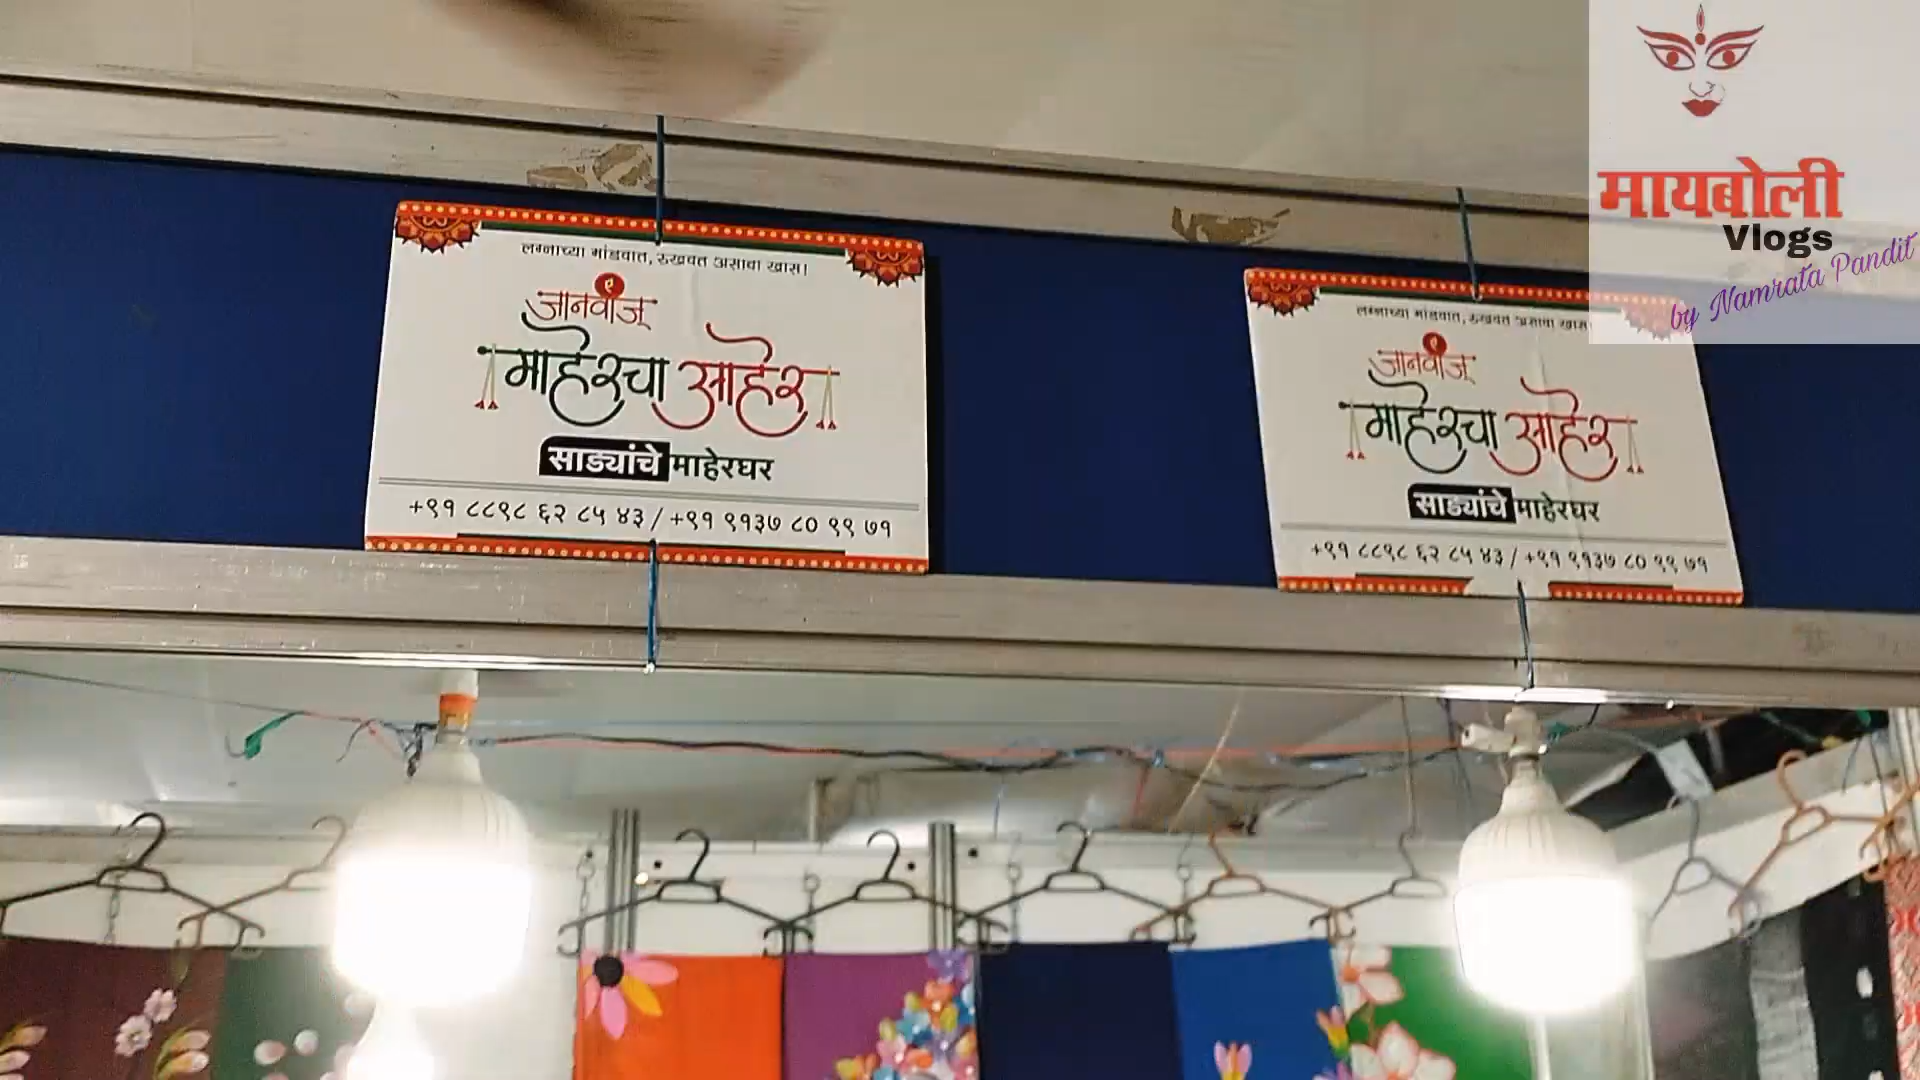 लग्नाच्या मांडवात, रुखवत असावा खास!
जानवीज्
माहेरचा आहेर
साड्यांचे माहेरघर
+९१ ८८९८ ६२ ८५ ४३ / +९१ ९१३७ ८० ९९ ७१
लग्नाच्या मांडवात, रुखवत असावा खास
जानवीज्
माहेरचा आहेर
साड्यांचे माहेरघर
+९१ ८८९८ ६२ ८५ ४३ / +९१ ९१३७ ८० ९९ ७१
मायबोली
Vlogs
by Namrata Pandit